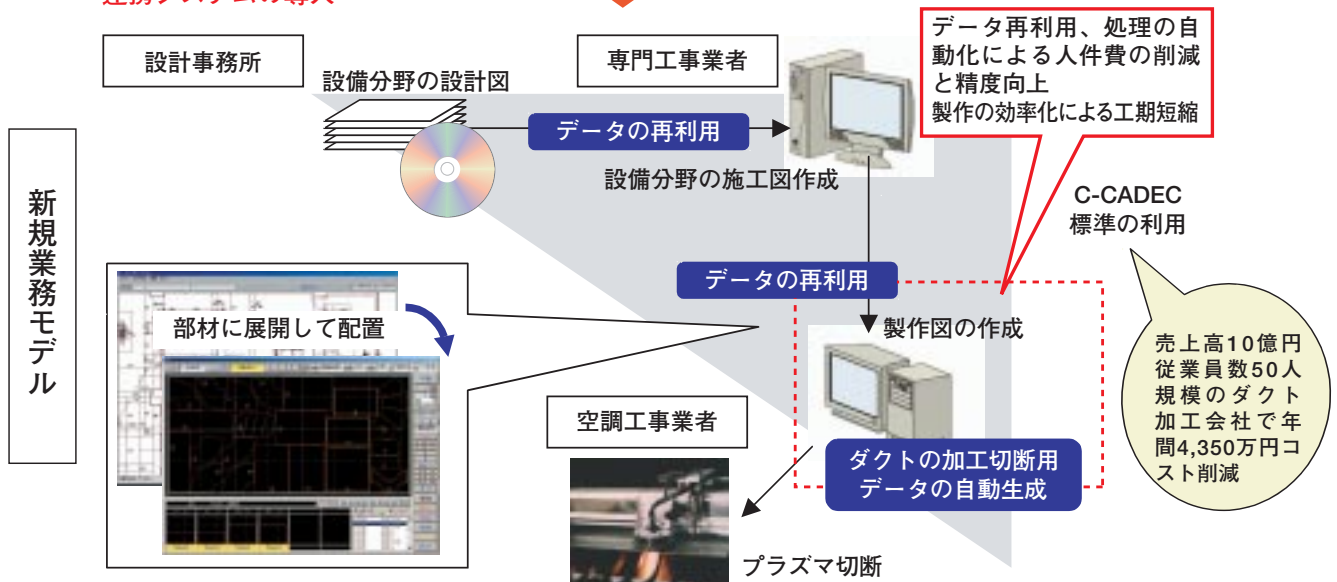 連携システムの導入
設計事務所
設備分野の設計図
データの再利用
専門工事業者
設備分野の施工図作成
データ再利用、処理の自
動化による人件費の削減
と精度向上
製作の効率化による工期短縮
新規業務モデル
C-CADEC
標準の利用
データの再利用
製作図の作成
部材に展開して配置
売上高10億円
従業員数50人
規模のダクト
加工会社で年
間4,350万円コ
スト削減
空調工事業者
ダクトの加工切断用
データの自動生成
プラズマ切断